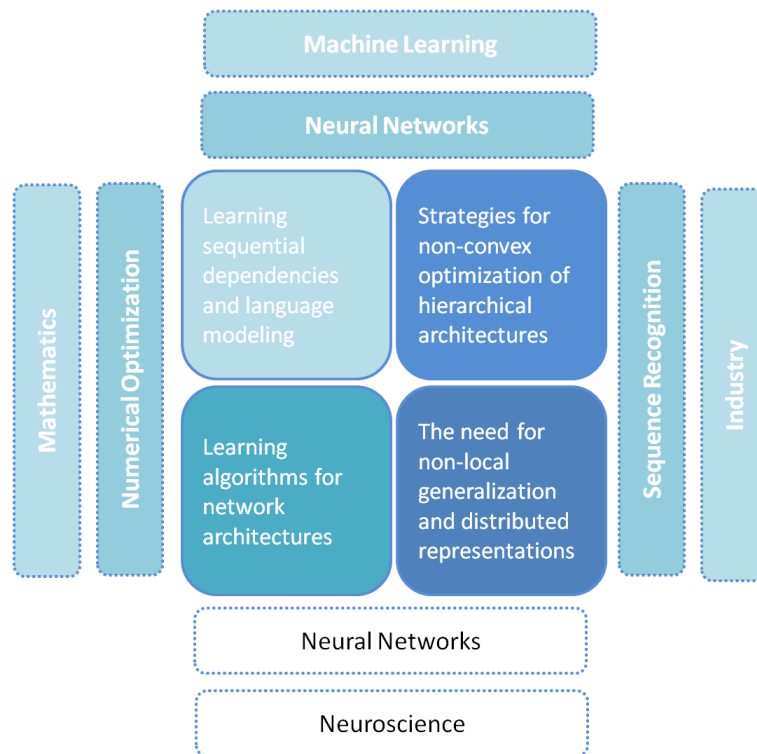 Machine Learning
Neural Networks
Mathematics
Numerical Optimization
Learning
sequential
dependencies
and language
modeling
Strategies for
non-convex
optimization of
hierarchical
architectures
Learning
algorithms for
network
architectures
The need for
non-local
generalization
and distributed
representations
Sequence Recognition
Industry
Neural Networks
Neuroscience